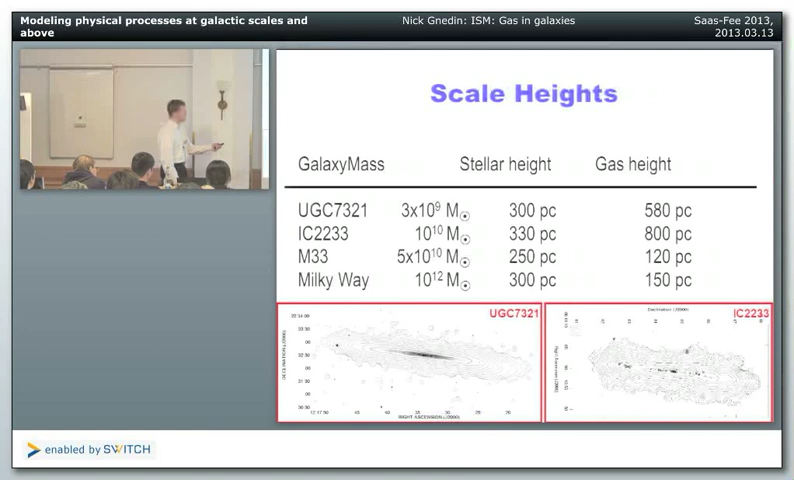 Modeling physical processes at galactic scales and above
Nick Gnedin: ISM: Gas in galaxies
Saas-Fee 2013, 2013.03.13
Scale Heights
GalaxyMass Stellar height Gas height
UGC7321 3x10⁹ M☉ 300 pc 580 pc
IC2233 10¹⁰ M☉ 330 pc 800 pc
M33 5x10¹⁰ M☉ 250 pc 120 pc
Milky Way 10¹² M☉ 300 pc 150 pc
UGC7321
IC2233
RIGHT ASCENSION (J2000)
enabled by SWITCH